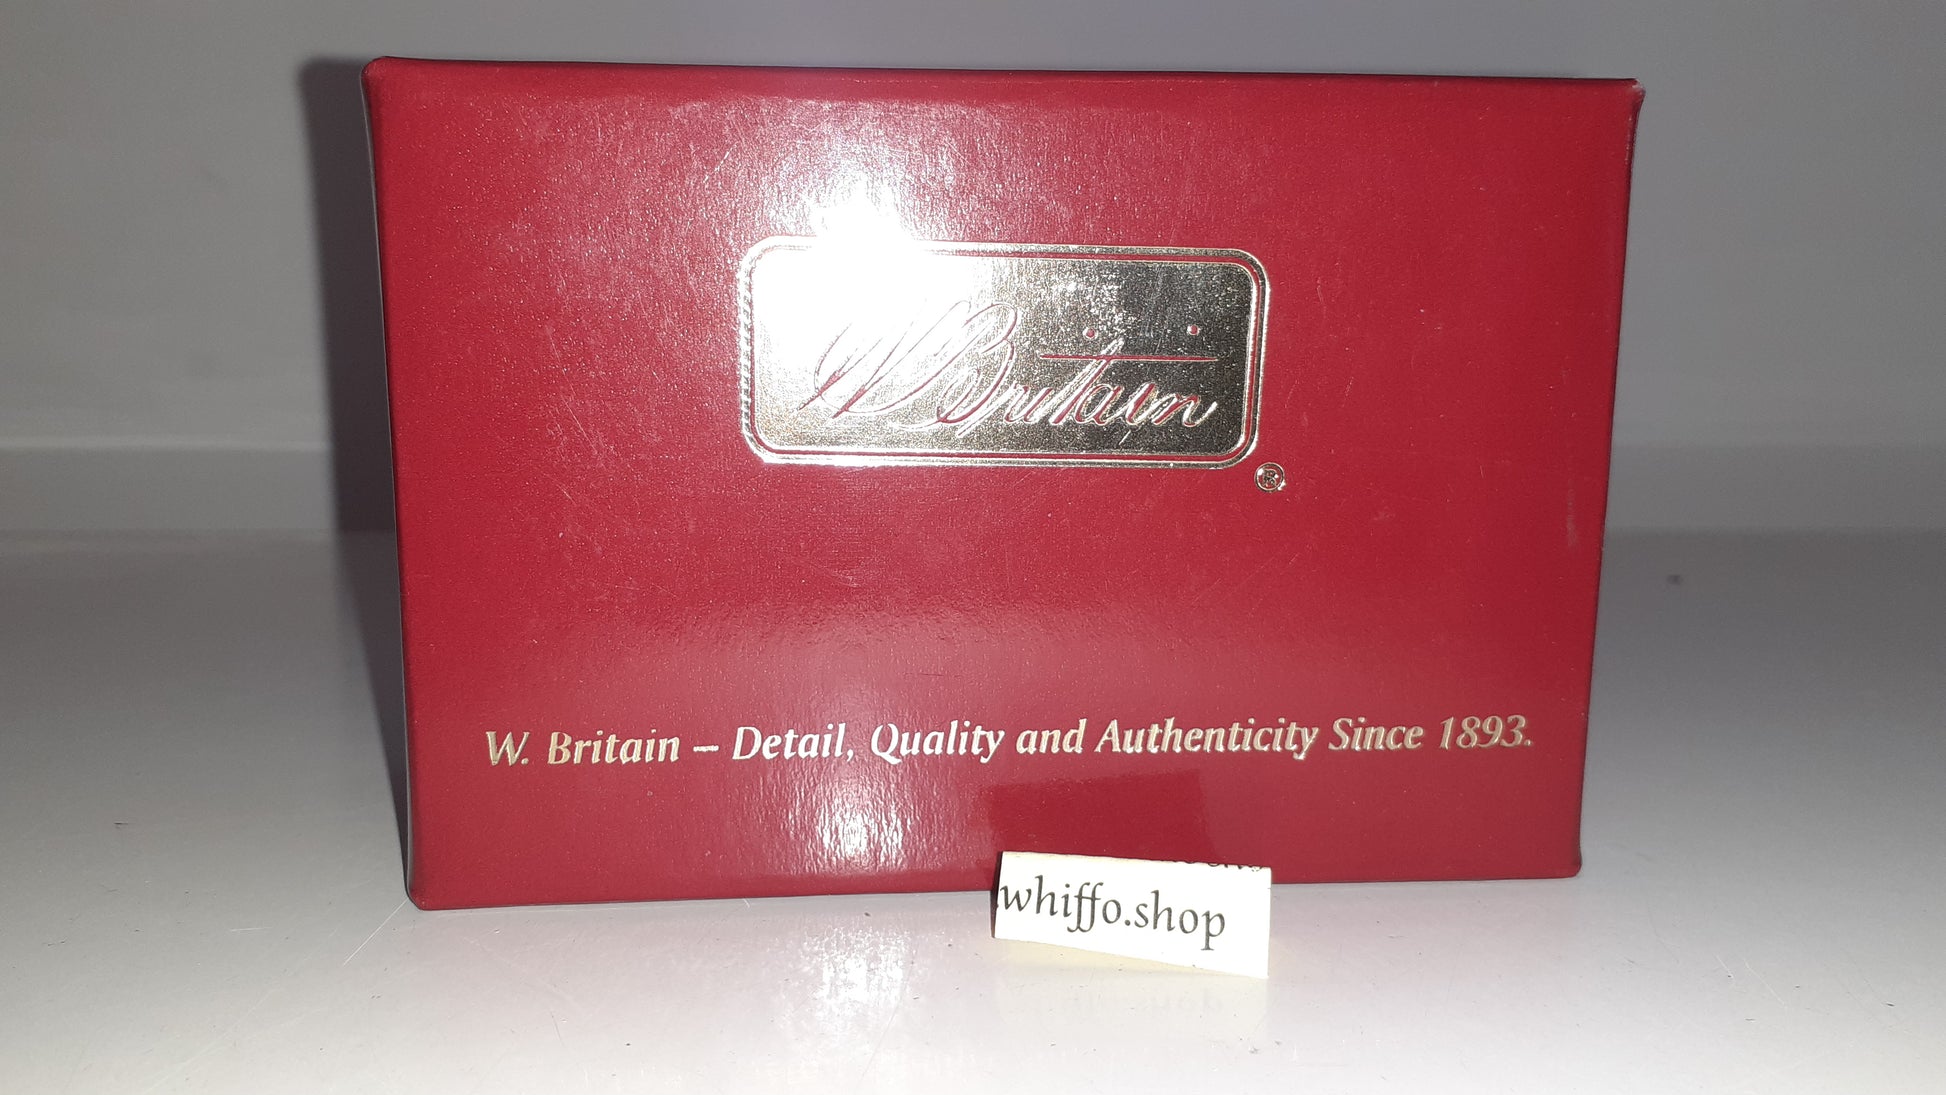 W Britain
®
W. Britain – Detail, Quality and Authenticity Since 1893.
whiffo.shop